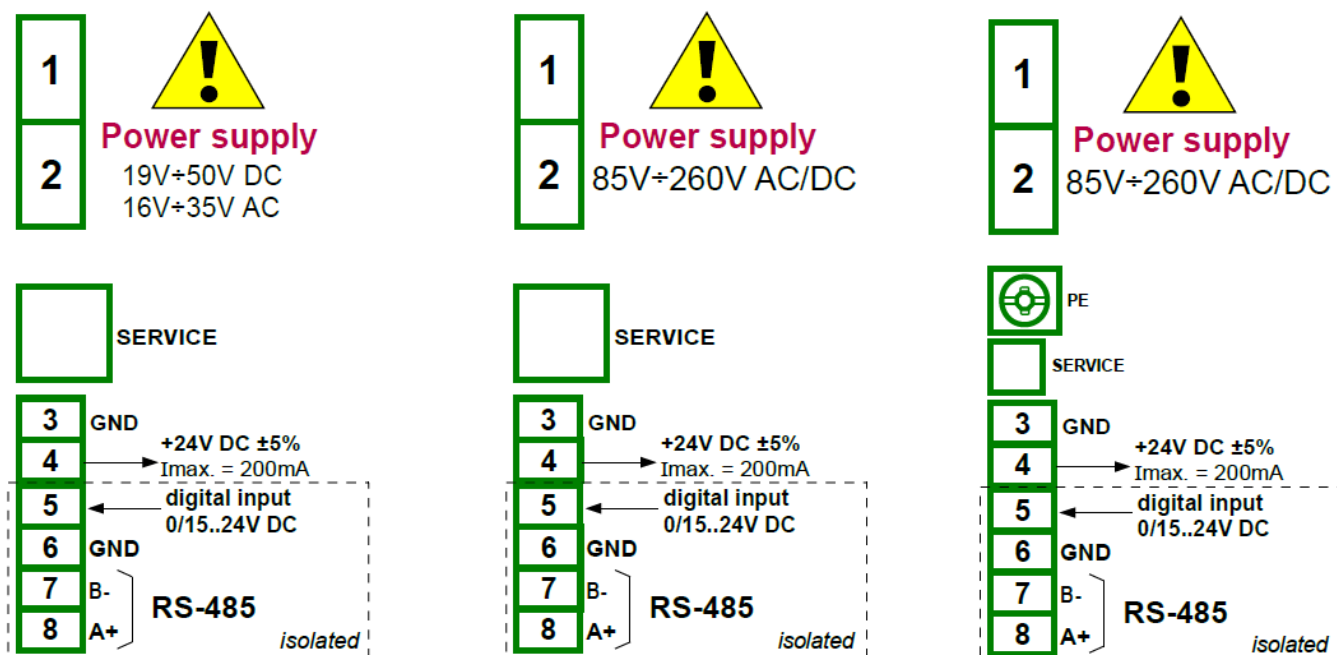 1
2
!
Power supply
19V÷50V DC
16V÷35V AC
SERVICE
3 GND
4 +24V DC ±5%
Imax. = 200mA
5 digital input
0/15..24V DC
6 GND
7 B-
8 A+
RS-485
isolated
1
2
!
Power supply
85V÷260V AC/DC
SERVICE
3 GND
4 +24V DC ±5%
Imax. = 200mA
5 digital input
0/15..24V DC
6 GND
7 B-
8 A+
RS-485
isolated
1
2
!
Power supply
85V÷260V AC/DC
PE
SERVICE
3 GND
4 +24V DC ±5%
Imax. = 200mA
5 digital input
0/15..24V DC
6 GND
7 B-
8 A+
RS-485
isolated